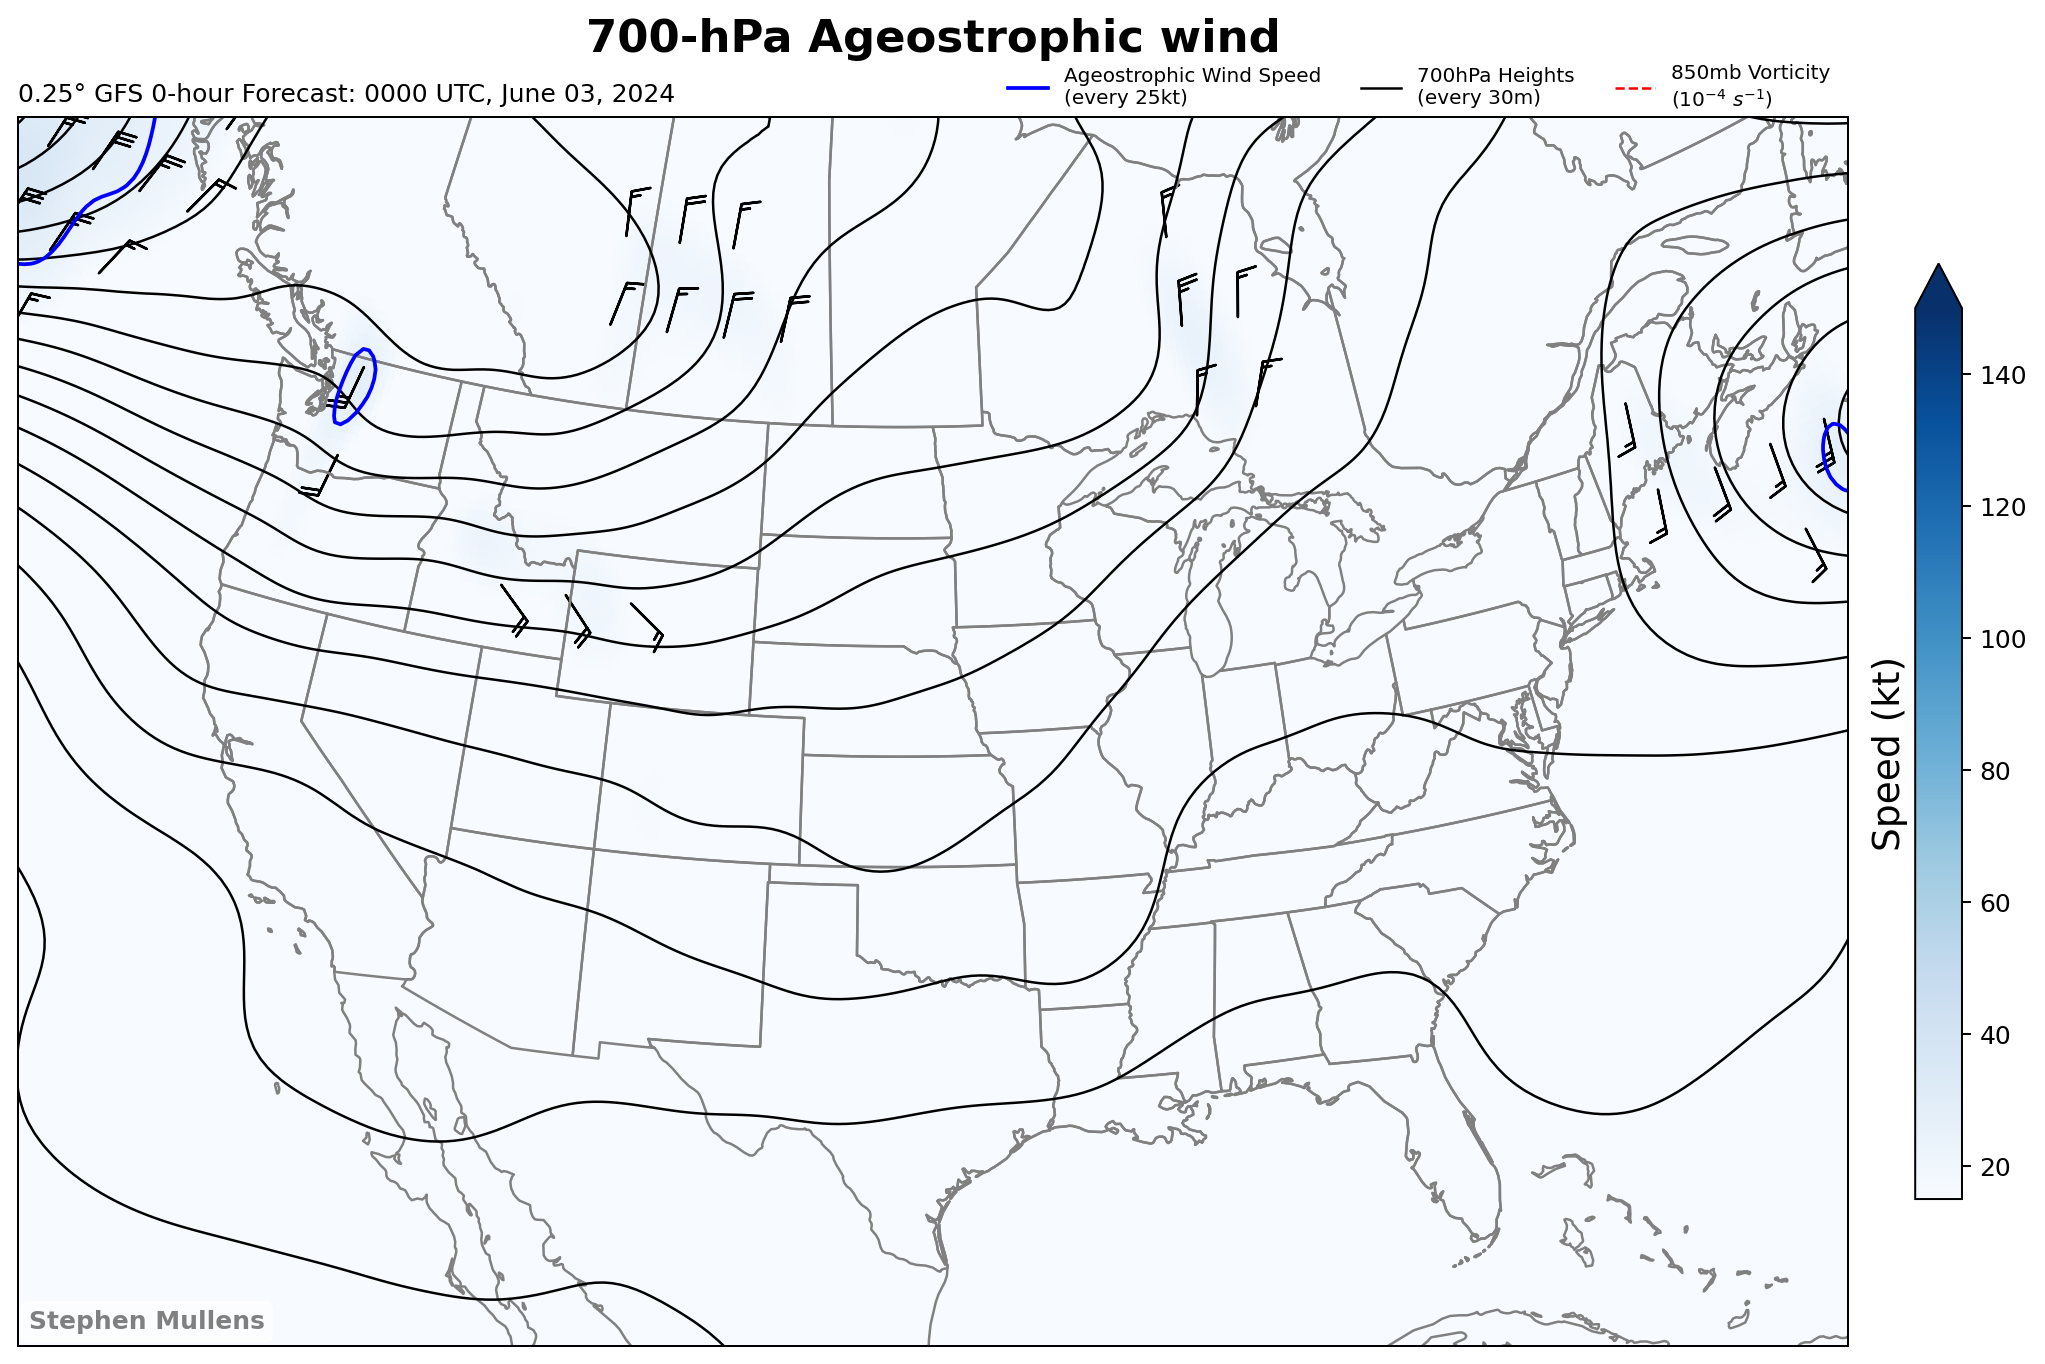 700-hPa Ageostrophic wind
0.25° GFS 0-hour Forecast: 0000 UTC, June 03, 2024
Ageostrophic Wind Speed
(every 25kt)
700hPa Heights
(every 30m)
850mb Vorticity
(10⁻⁴ s⁻¹)
140
120
100
80
60
40
20
Speed (kt)
Stephen Mullens